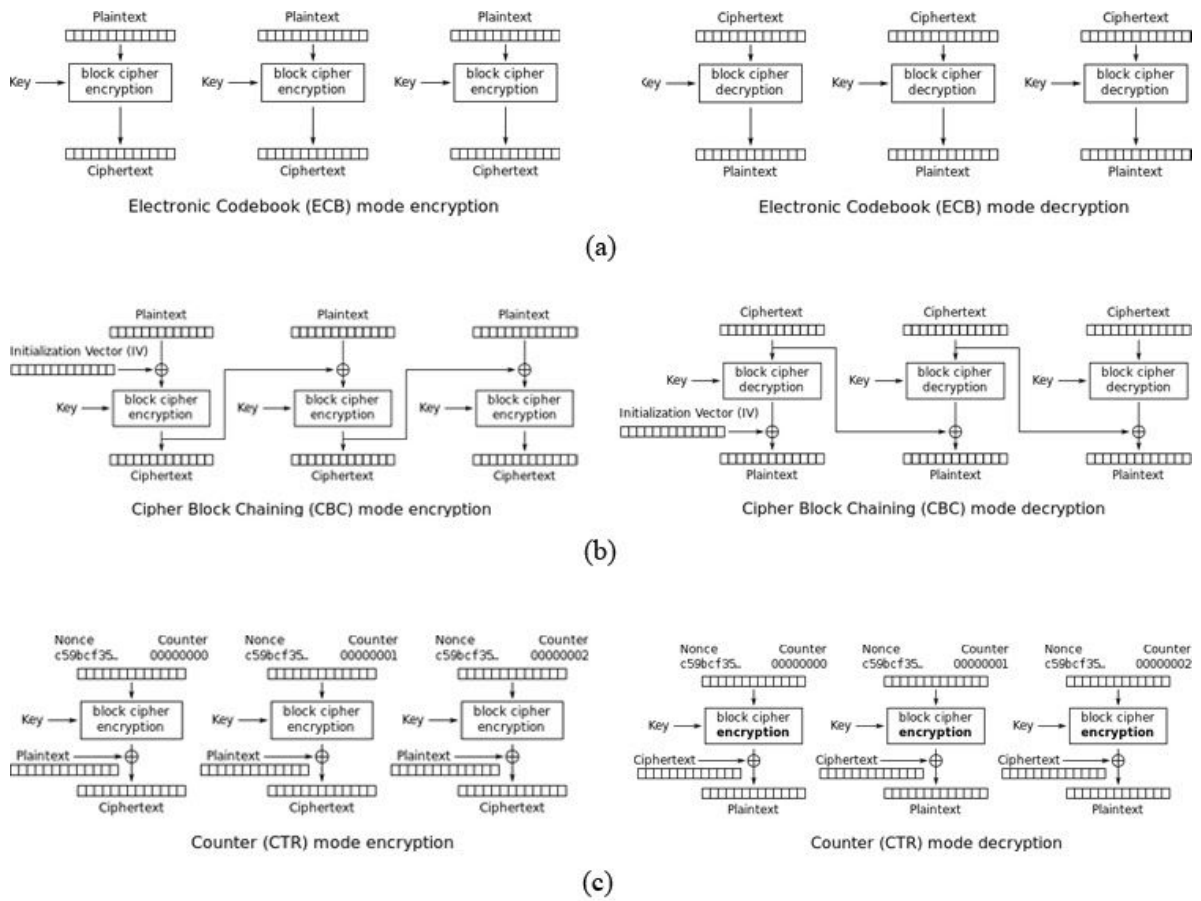 Plaintext Plaintext Plaintext Ciphertext Ciphertext Ciphertext
Key block cipher Key block cipher Key block cipher Key block cipher Key block cipher Key block cipher
encryption encryption encryption decryption decryption decryption
Ciphertext Ciphertext Ciphertext Plaintext Plaintext Plaintext
Electronic Codebook (ECB) mode encryption Electronic Codebook (ECB) mode decryption
(a)
Plaintext Plaintext Plaintext Ciphertext Ciphertext Ciphertext
Initialization Vector (IV)
Key block cipher Key block cipher Key block cipher Key block cipher Key block cipher Key block cipher
encryption encryption encryption decryption decryption decryption
Initialization Vector (IV)
Ciphertext Ciphertext Ciphertext Plaintext Plaintext Plaintext
Cipher Block Chaining (CBC) mode encryption Cipher Block Chaining (CBC) mode decryption
(b)
Nonce Counter Nonce Counter Nonce Counter Nonce Counter Nonce Counter Nonce Counter
c59bcf35… 00000000 c59bcf35… 00000001 c59bcf35… 00000002 c59bcf35… 00000000 c59bcf35… 00000001 c59bcf35… 00000002
Key block cipher Key block cipher Key block cipher Key block cipher Key block cipher Key block cipher
encryption encryption encryption encryption encryption encryption
Plaintext Plaintext Plaintext Ciphertext Ciphertext Ciphertext
Ciphertext Ciphertext Ciphertext Plaintext Plaintext Plaintext
Counter (CTR) mode encryption Counter (CTR) mode decryption
(c)